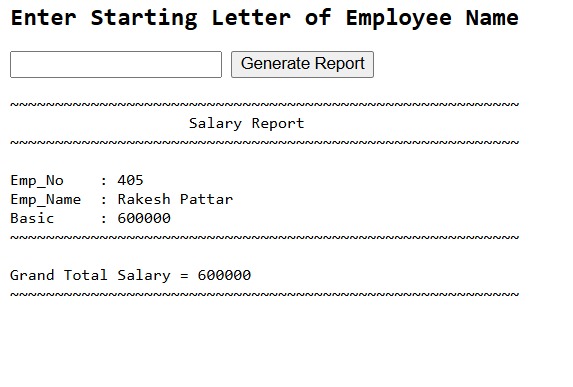 Enter Starting Letter of Employee Name
Generate Report
~~~~~~~~~~~~~~~~~~~~~~~~~~~~~~~~~~~~~~~~~~~~~~~~~~~~~~~~~
Salary Report
~~~~~~~~~~~~~~~~~~~~~~~~~~~~~~~~~~~~~~~~~~~~~~~~~~~~~~~~~
Emp_No    : 405
Emp_Name  : Rakesh Pattar
Basic     : 600000
~~~~~~~~~~~~~~~~~~~~~~~~~~~~~~~~~~~~~~~~~~~~~~~~~~~~~~~~~
Grand Total Salary = 600000
~~~~~~~~~~~~~~~~~~~~~~~~~~~~~~~~~~~~~~~~~~~~~~~~~~~~~~~~~